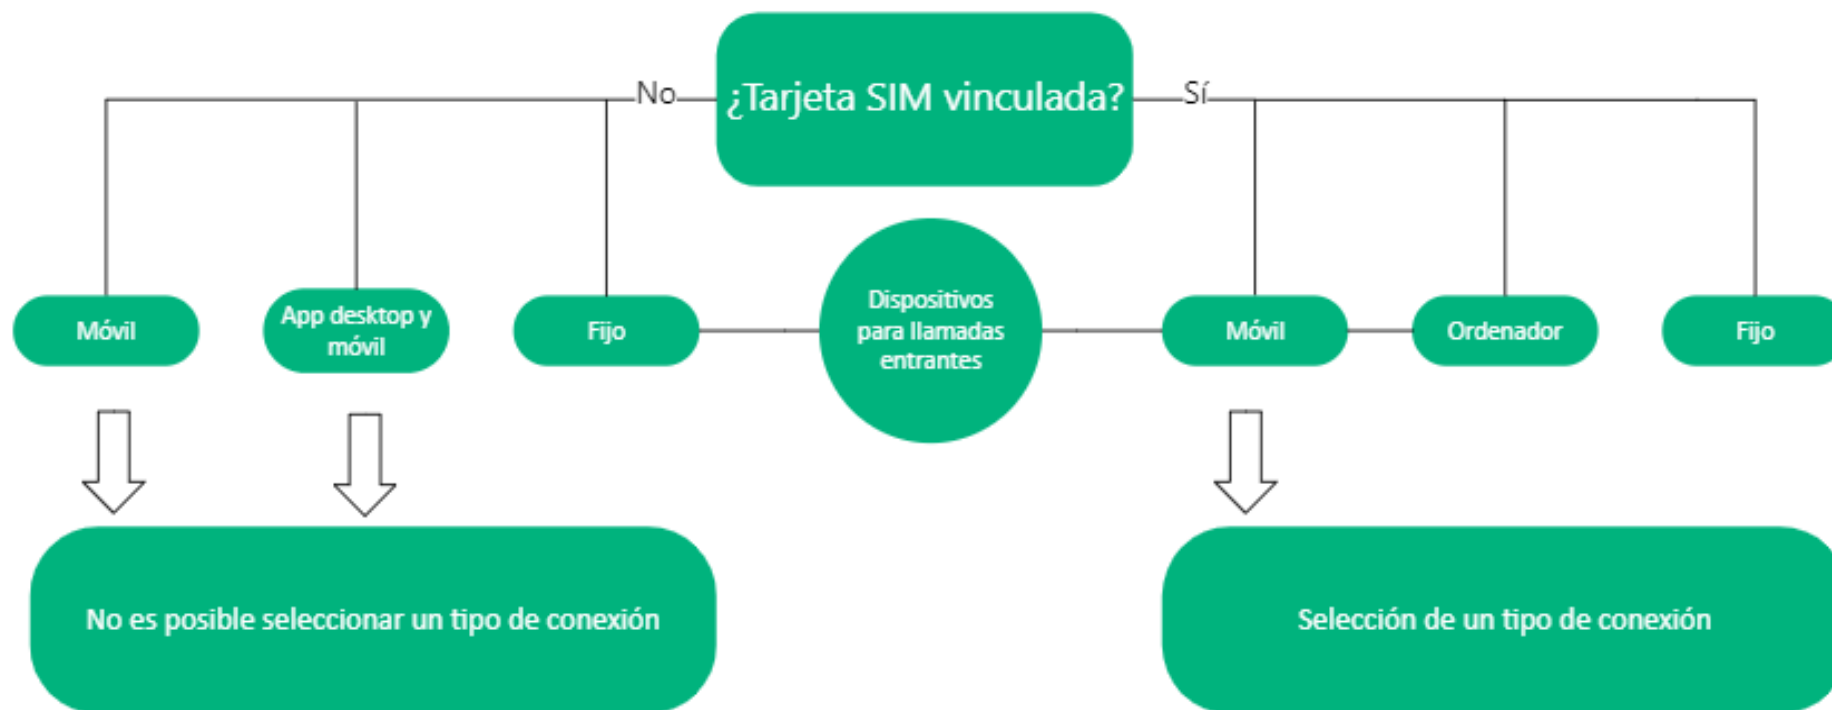 ¿Tarjeta SIM vinculada?
No
Sí
Móvil
App desktop y
móvil
Fijo
Dispositivos
para llamadas
entrantes
Móvil
Ordenador
Fijo
No es posible seleccionar un tipo de conexión
Selección de un tipo de conexión